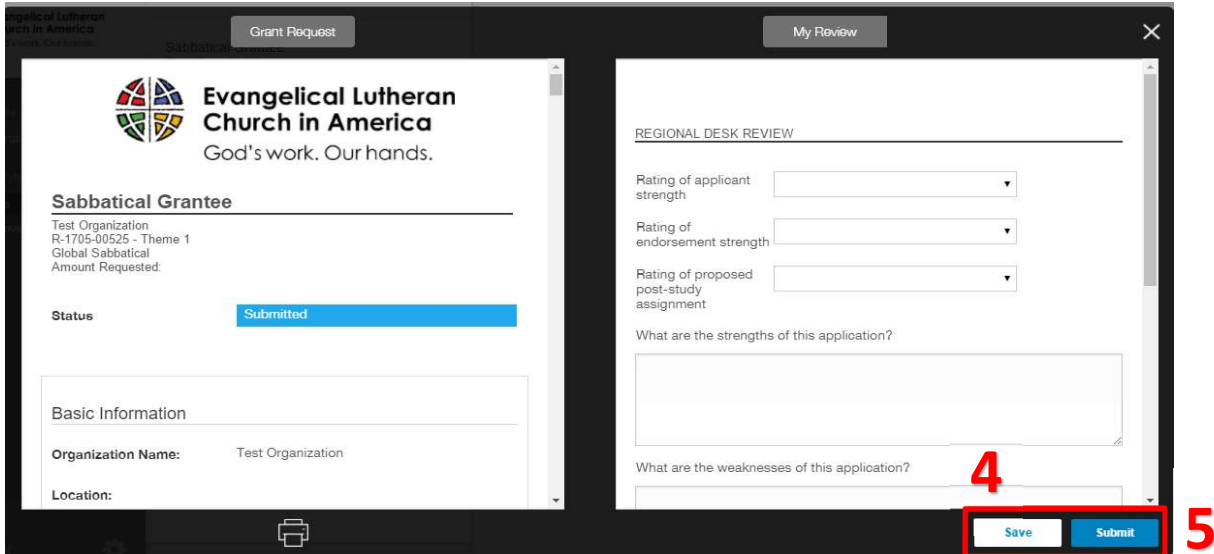 Grant Request
My Review
Evangelical Lutheran
Church in America
God's work. Our hands.
Sabbatical Grantee
Test Organization
R-1705-00525 - Theme 1
Global Sabbatical
Amount Requested:
Status
Submitted
Basic Information
Organization Name:
Test Organization
Location:
REGIONAL DESK REVIEW
Rating of applicant
strength
Rating of
endorsement strength
Rating of proposed
post-study
assignment
What are the strengths of this application?
What are the weaknesses of this application?
4
Save
Submit
5